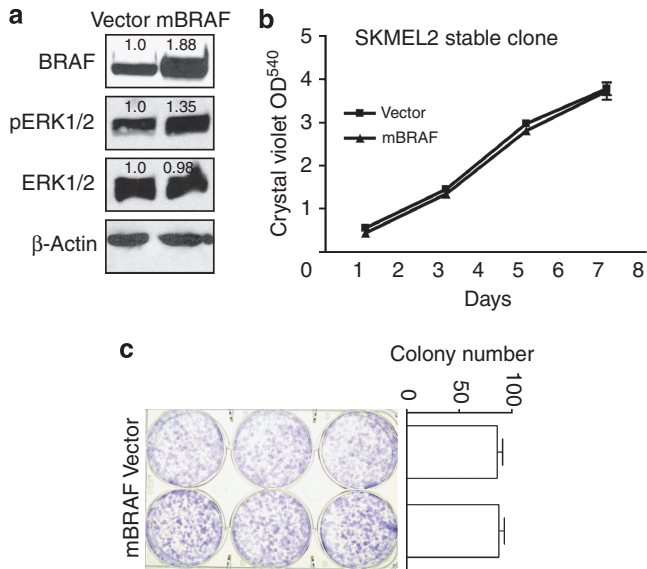 a
Vector mBRAF
BRAF
1.0 1.88
pERK1/2
1.0 1.35
ERK1/2
1.0 0.98
β-Actin
b
SKMEL2 stable clone
Crystal violet OD540
5
4
3
2
1
Vector
mBRAF
0 1 2 3 4 5 6 7 8
Days
c
Colony number
0 50 100
mBRAF Vector